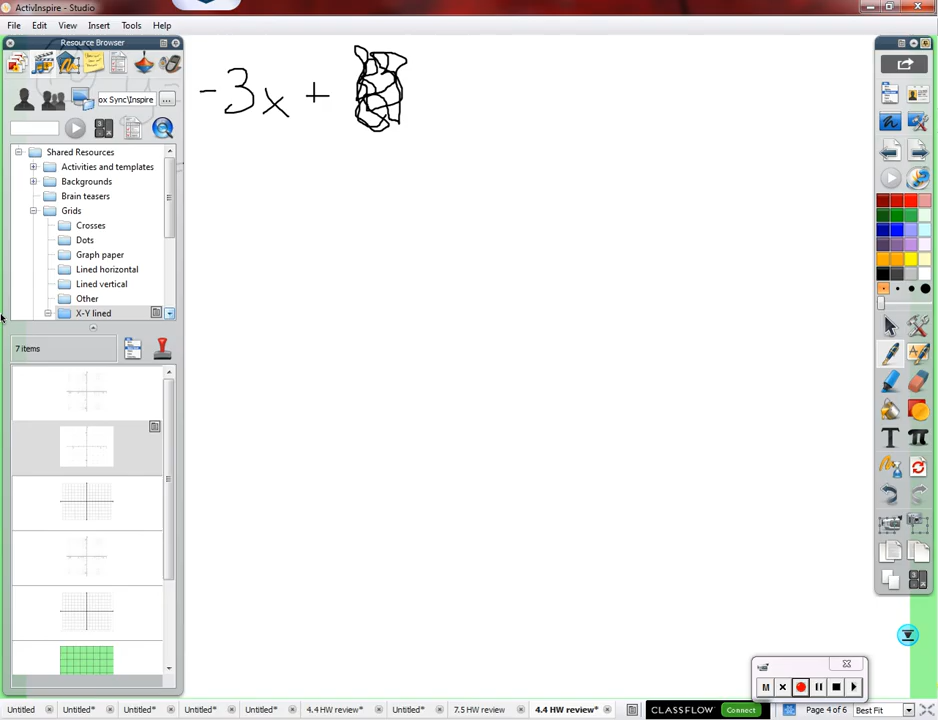 ActivInspire - Studio
File Edit View Insert Tools Help
Resource Browser
ox Sync\Inspire
...
Shared Resources
Activities and templates
Backgrounds
Brain teasers
Grids
Crosses
Dots
Graph paper
Lined horizontal
Lined vertical
Other
X-Y lined
7 items
-3x +
T π
M
Untitled Untitled* Untitled* Untitled* Untitled* 4.4 HW review* Untitled* 7.5 HW review 4.4 HW review* CLASSFLOW Connect Page 4 of 6 Best Fit